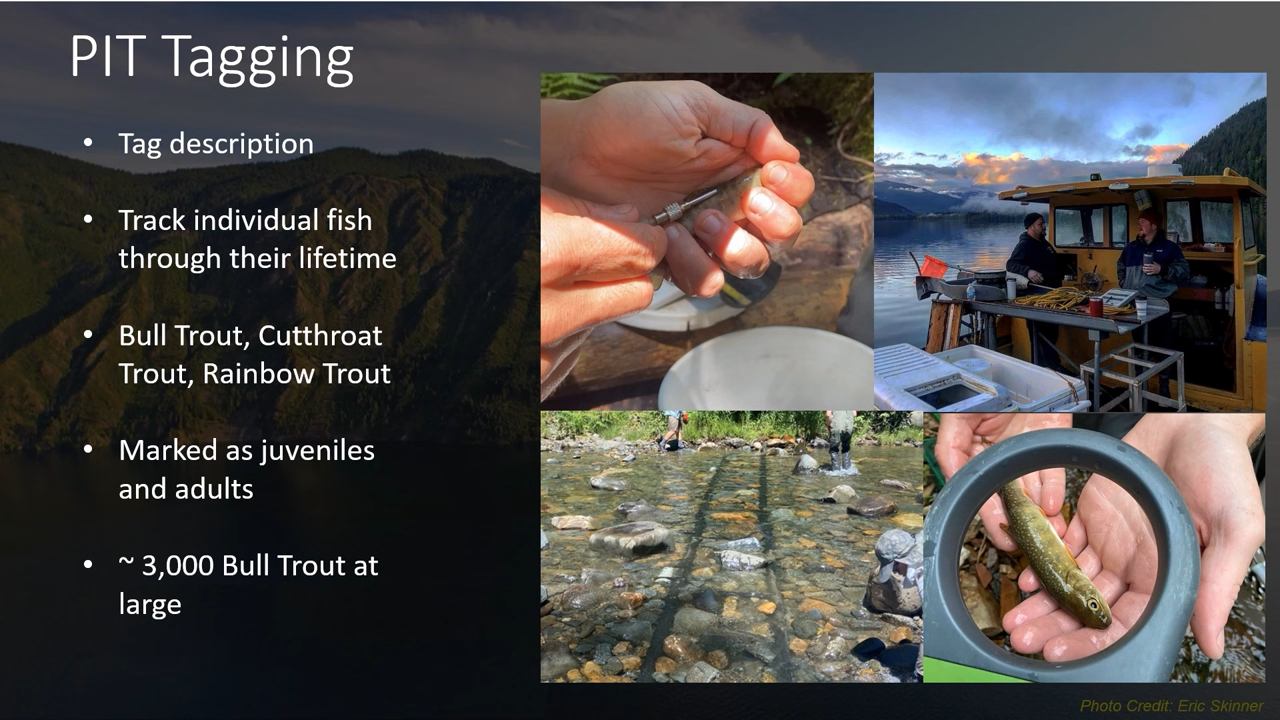 PIT Tagging
• Tag description
• Track individual fish
through their lifetime
• Bull Trout, Cutthroat
Trout, Rainbow Trout
• Marked as juveniles
and adults
• ~ 3,000 Bull Trout at
large
Photo Credit: Eric Skinner